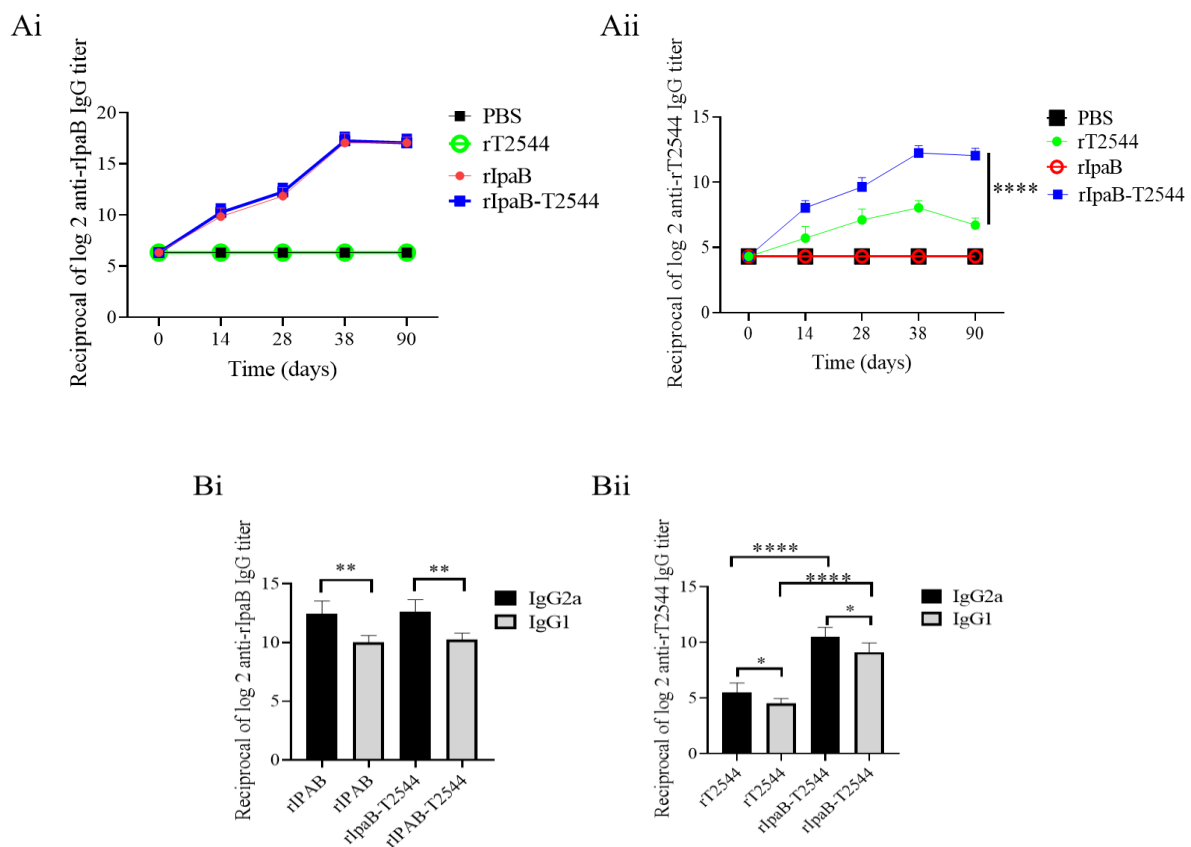 Ai
Reciprocal of log 2 anti-rIpaB IgG titer
20
15
10
5
0
0 14 28 38 90
Time (days)
PBS
rT2544
rIpaB
rIpaB-T2544
Aii
Reciprocal of log 2 anti-rT2544 IgG titer
15
10
5
0
0 14 28 38 90
Time (days)
PBS
rT2544
rIpaB
rIpaB-T2544
****
Bi
Reciprocal of log 2 anti-rIpaB IgG titer
15
10
5
0
** **
rIPAB
rIPAB
rIpaB-T2544
rIPAB-T2544
IgG2a
IgG1
Bii
Reciprocal of log 2 anti-rT2544 IgG titer
15
10
5
0
****
****
*
*
rT2544
rT2544
rIpaB-T2544
rIpaB-T2544
IgG2a
IgG1